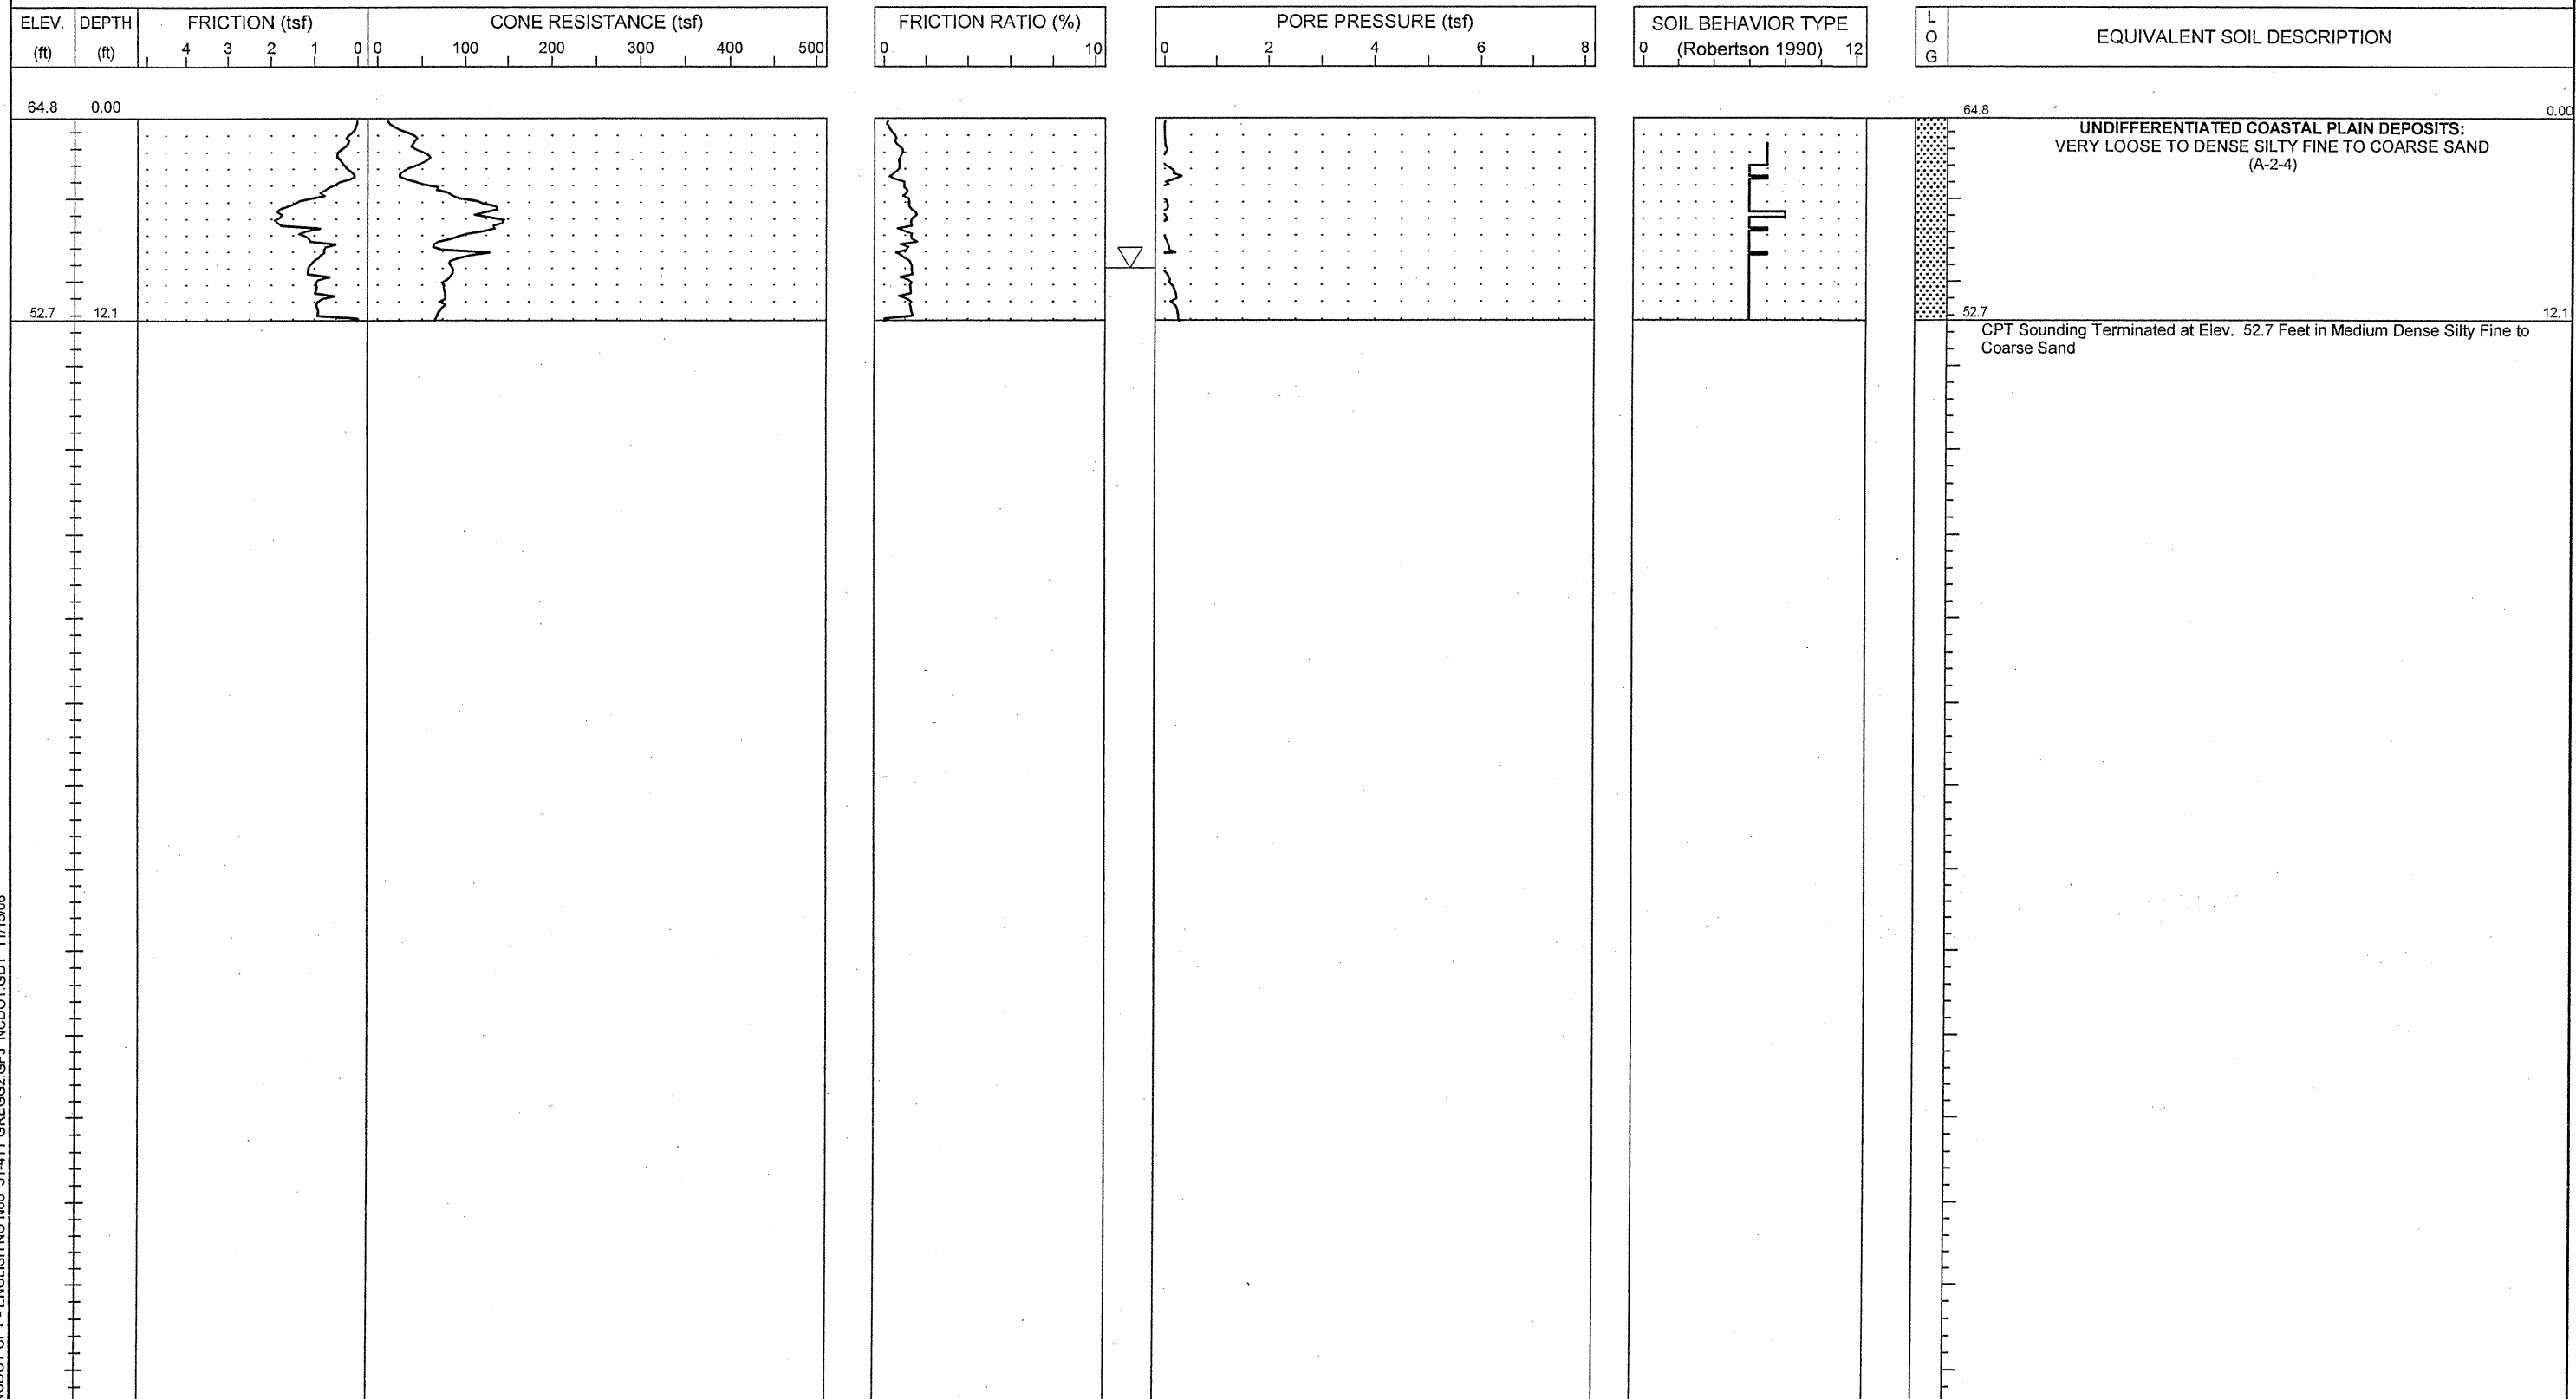 ELEV. DEPTH FRICTION (tsf) CONE RESISTANCE (tsf) FRICTION RATIO (%) PORE PRESSURE (tsf) SOIL BEHAVIOR TYPE L
(ft) (ft) 4 3 2 1 0 0 100 200 300 400 500 0 10 0 2 4 6 8 0 (Robertson 1990) 12 O EQUIVALENT SOIL DESCRIPTION
G
64.8 0.00 64.8 0.00
UNDIFFERENTIATED COASTAL PLAIN DEPOSITS:
VERY LOOSE TO DENSE SILTY FINE TO COARSE SAND
(A-2-4)
52.7 12.1 52.7 12.1
CPT Sounding Terminated at Elev. 52.7 Feet in Medium Dense Silty Fine to
Coarse Sand